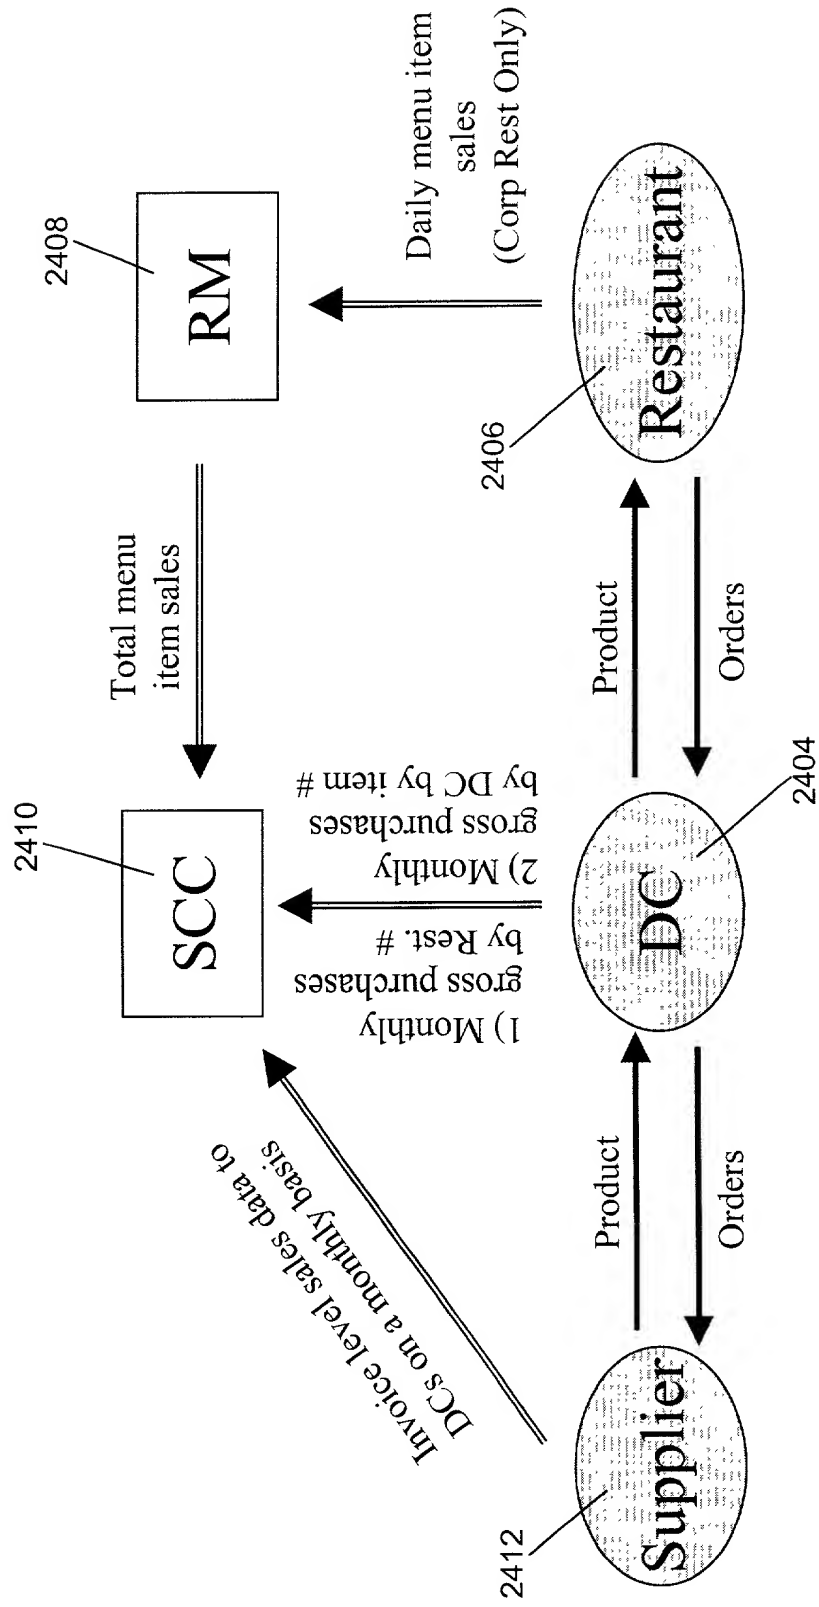 2410
SCC
Total menu
item sales
2408
RM
Invoice level sales data to
DCs on a monthly basis
1) Monthly
gross purchases
by Rest. #
2) Monthly
gross purchases
by DC by item #
Daily menu item
sales
(Corp Rest Only)
2412
Supplier
Product
Orders
DC
2404
Product
Orders
2406
Restaurant